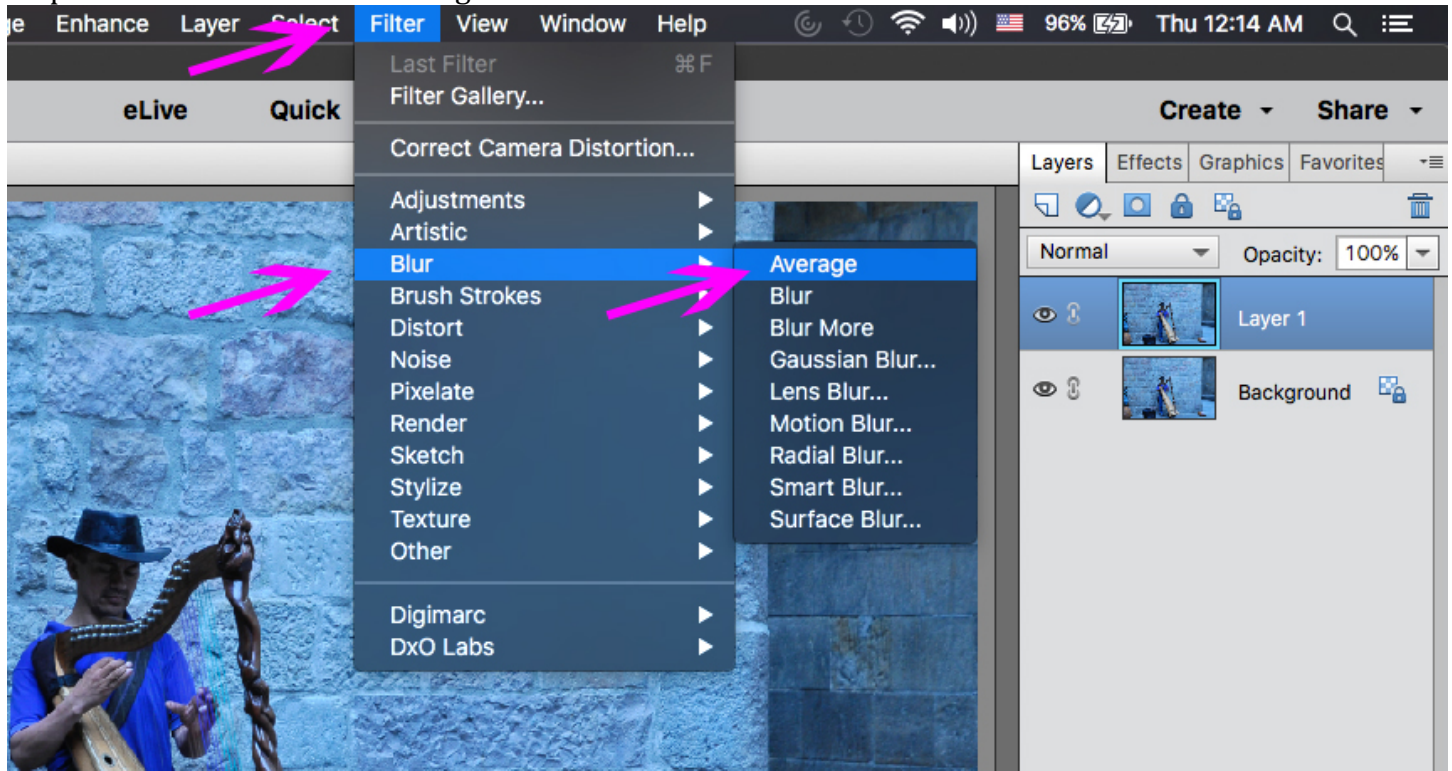 Enhance Layer Select Filter View Window Help 96% Thu 12:14 AM
Last Filter ⌘F
Filter Gallery...
eLive Quick
Create Share
Correct Camera Distortion...
Layers Effects Graphics Favorites
Adjustments
Artistic
Blur
Brush Strokes
Distort
Noise
Pixelate
Render
Sketch
Stylize
Texture
Other
Digimarc
DxO Labs
Average
Blur
Blur More
Gaussian Blur...
Lens Blur...
Motion Blur...
Radial Blur...
Smart Blur...
Surface Blur...
Normal Opacity: 100%
Layer 1
Background